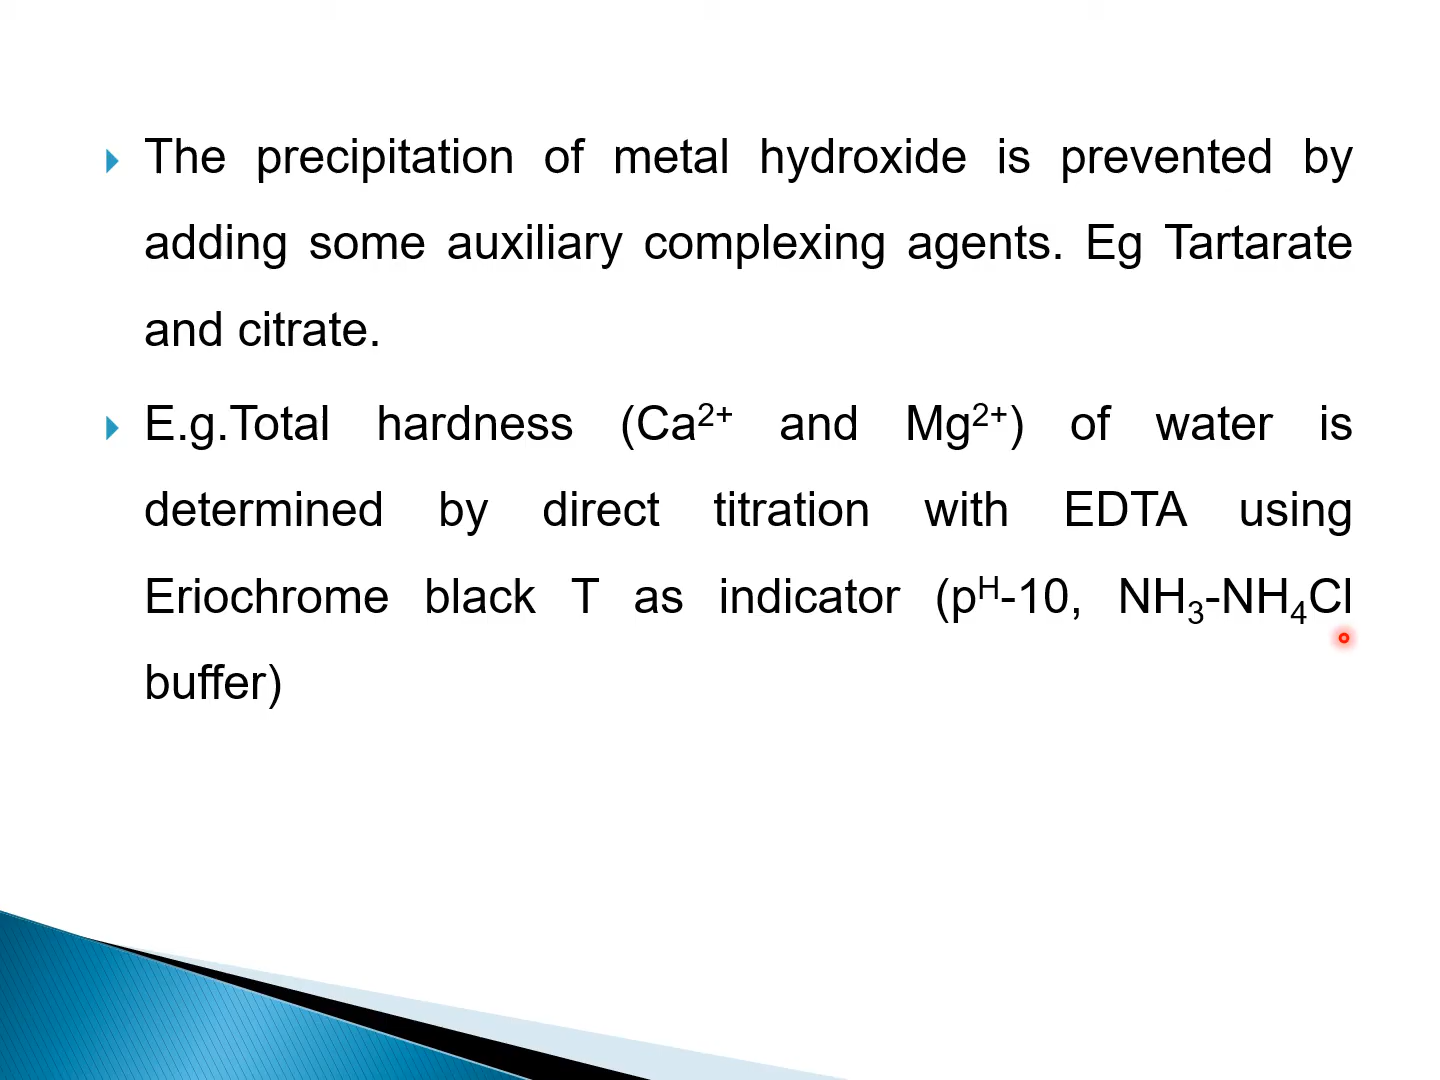 The precipitation of metal hydroxide is prevented by
adding some auxiliary complexing agents. Eg Tartarate
and citrate.
E.g.Total hardness (Ca²⁺ and Mg²⁺) of water is
determined by direct titration with EDTA using
Eriochrome black T as indicator (pᴴ-10, NH₃-NH₄Cl
buffer)